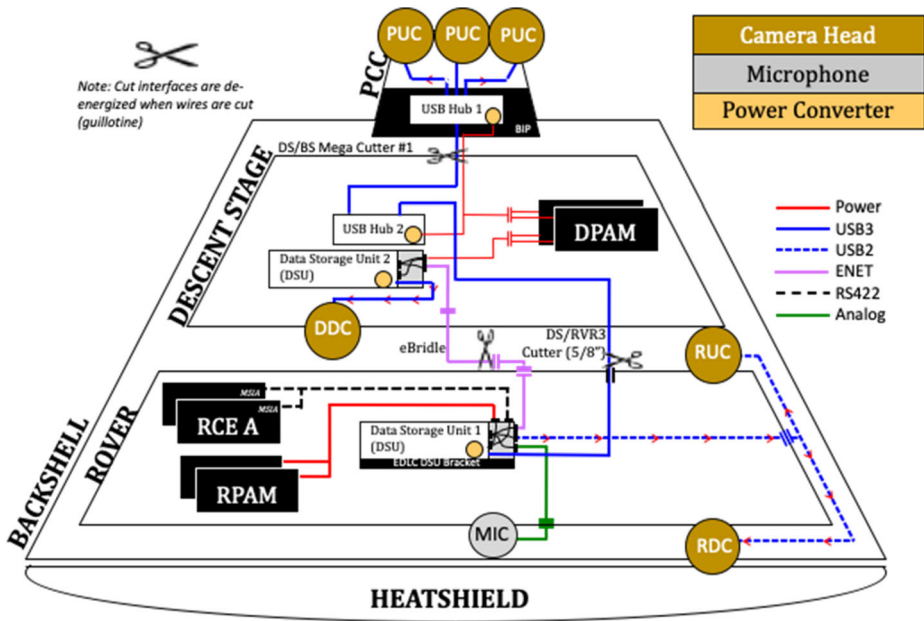 PUC
PUC
PUC
PCC
USB Hub 1
BIP
Camera Head
Microphone
Power Converter
Note: Cut interfaces are de-
energized when wires are cut
(guillotine)
DS/BS Mega Cutter #1
DESCENT STAGE
USB Hub 2
DPAM
Data Storage Unit 2
(DSU)
Power
USB3
USB2
ENET
RS422
Analog
DDC
eBridle
DS/RVR3
Cutter (5/8")
RUC
BACKSHELL
ROVER
MSIA
MSIA
RCE A
Data Storage Unit 1
(DSU)
EDLC DSU Bracket
RPAM
MIC
RDC
HEATSHIELD